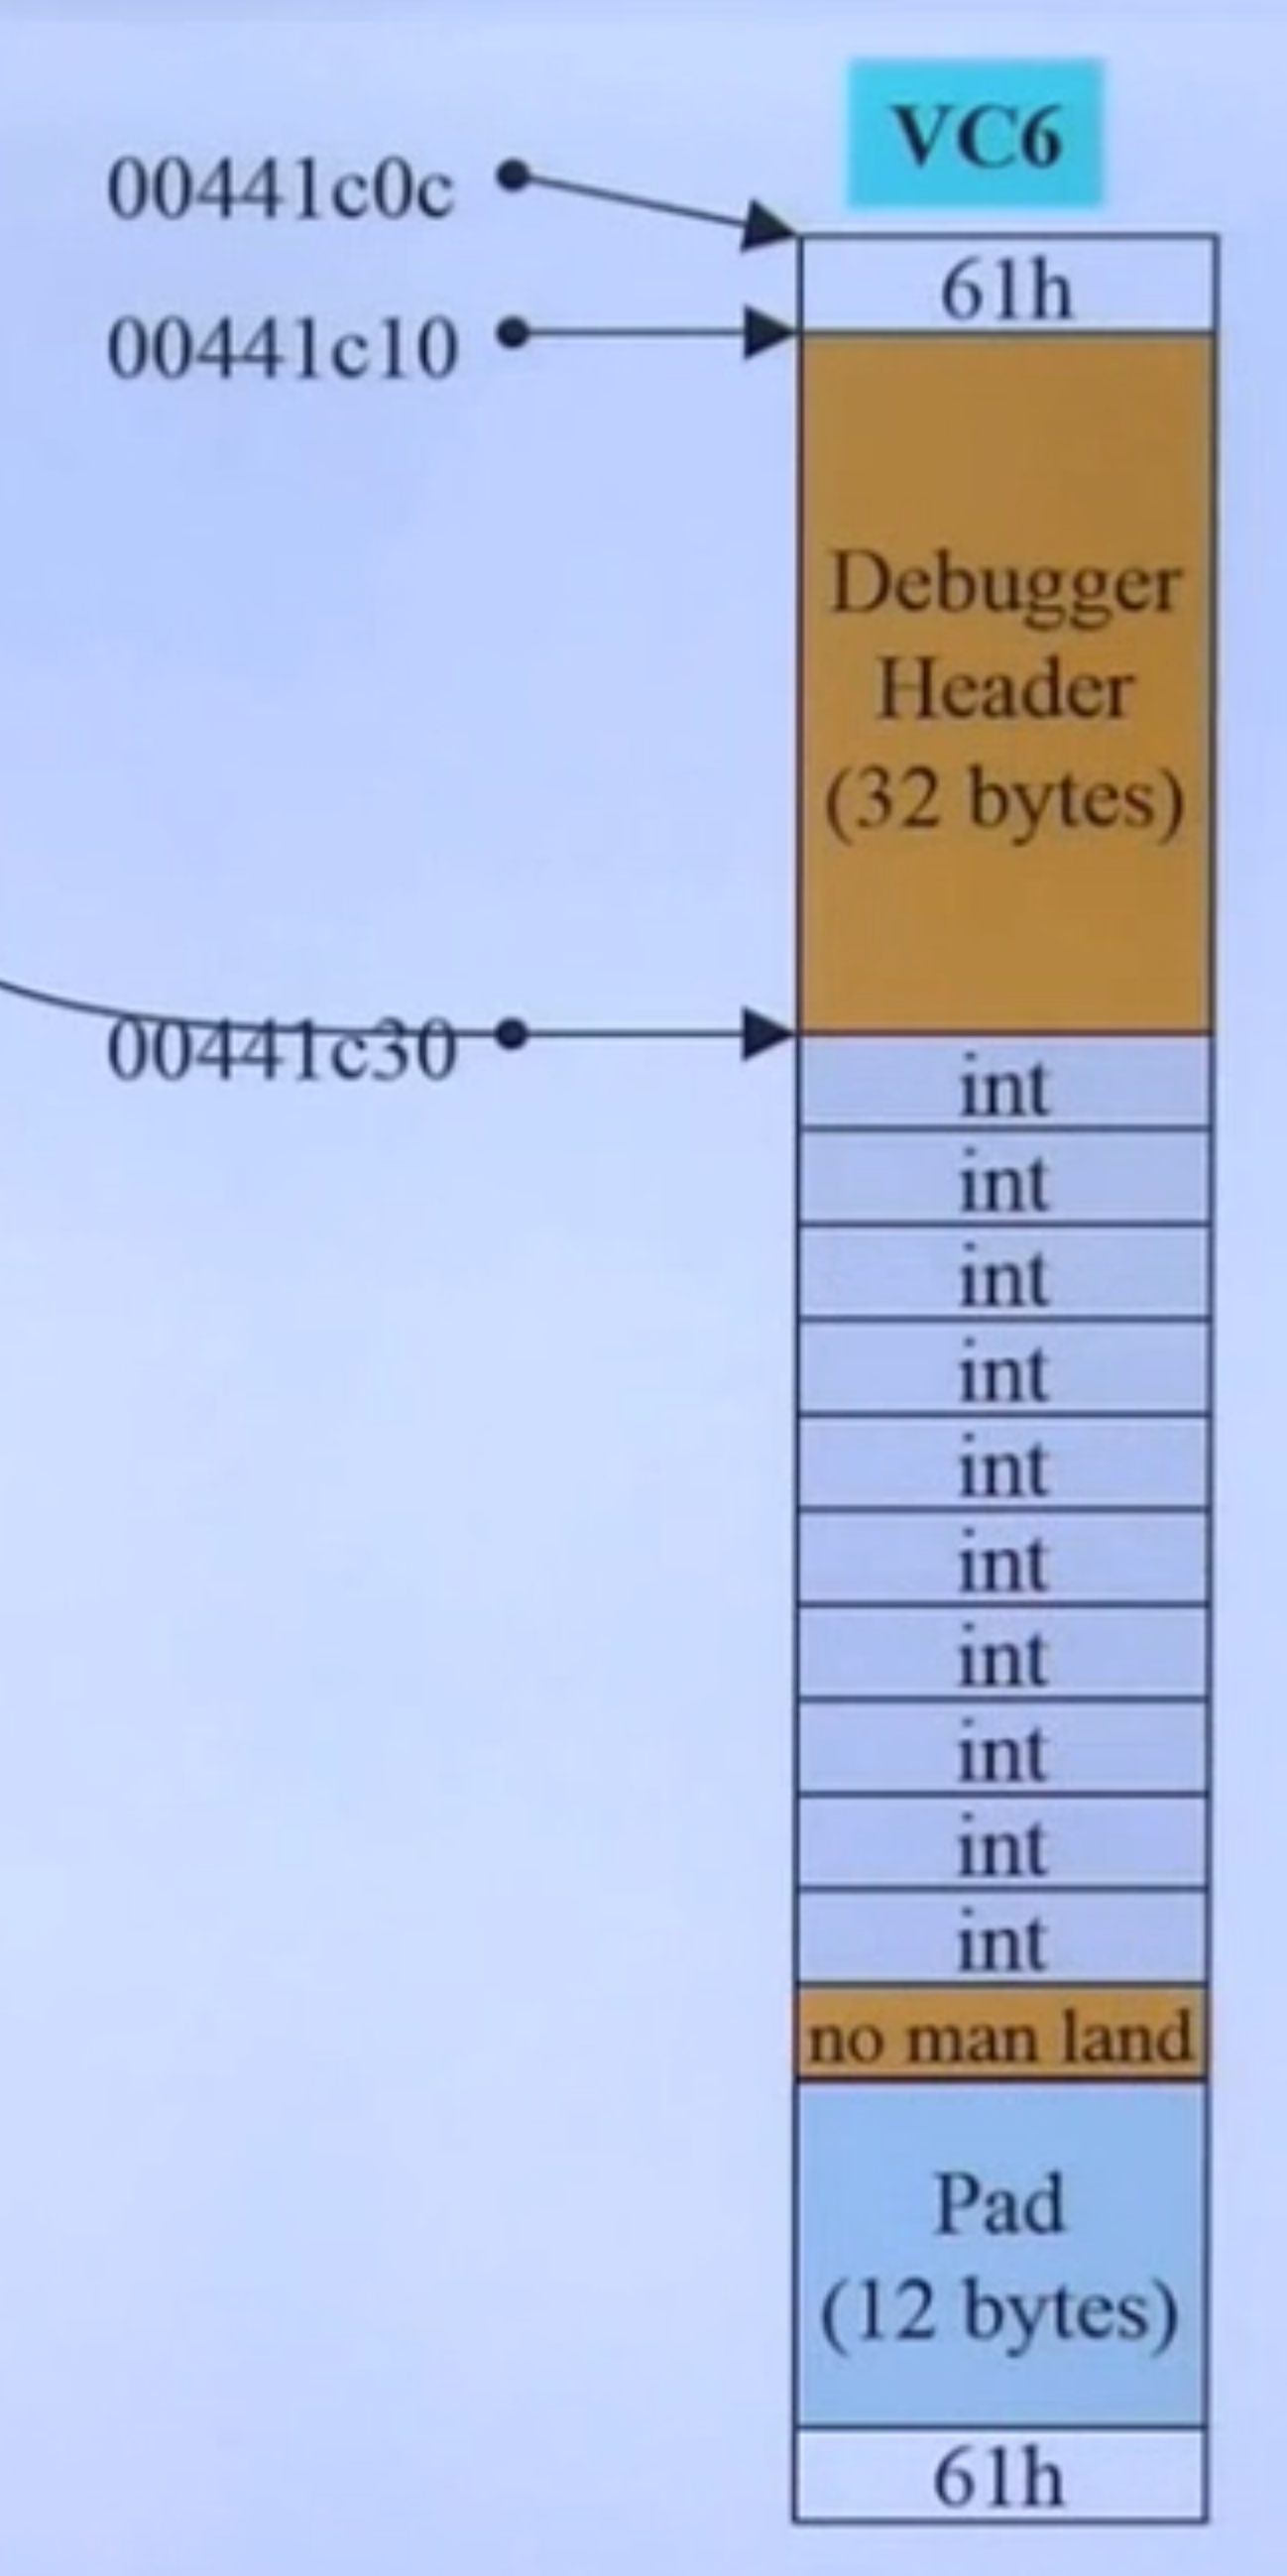 VC6
00441c0c
61h
00441c10
Debugger
Header
(32 bytes)
00441c30
int
int
int
int
int
int
int
int
int
int
no man land
Pad
(12 bytes)
61h